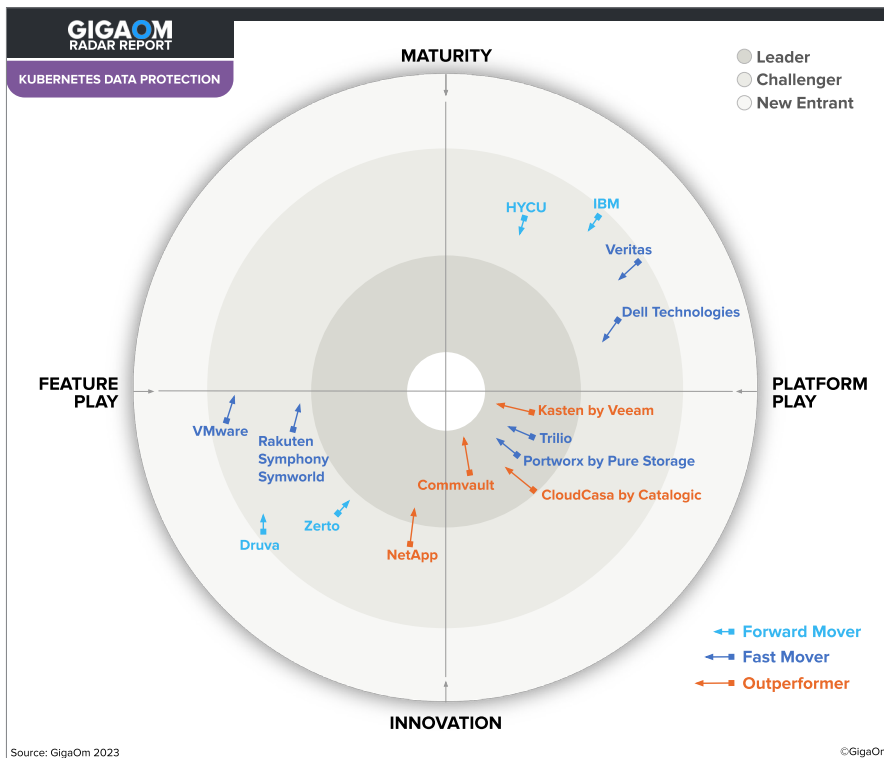 GIGAOM
RADAR REPORT
KUBERNETES DATA PROTECTION
MATURITY
Leader
Challenger
New Entrant
HYCU
IBM
Veritas
Dell Technologies
FEATURE
PLAY
PLATFORM
PLAY
Kasten by Veeam
VMware
Rakuten
Symphony
Symworld
Trilio
Portworx by Pure Storage
Commvault
CloudCasa by Catalogic
Zerto
Druva
NetApp
Forward Mover
Fast Mover
Outperformer
INNOVATION
Source: GigaOm 2023